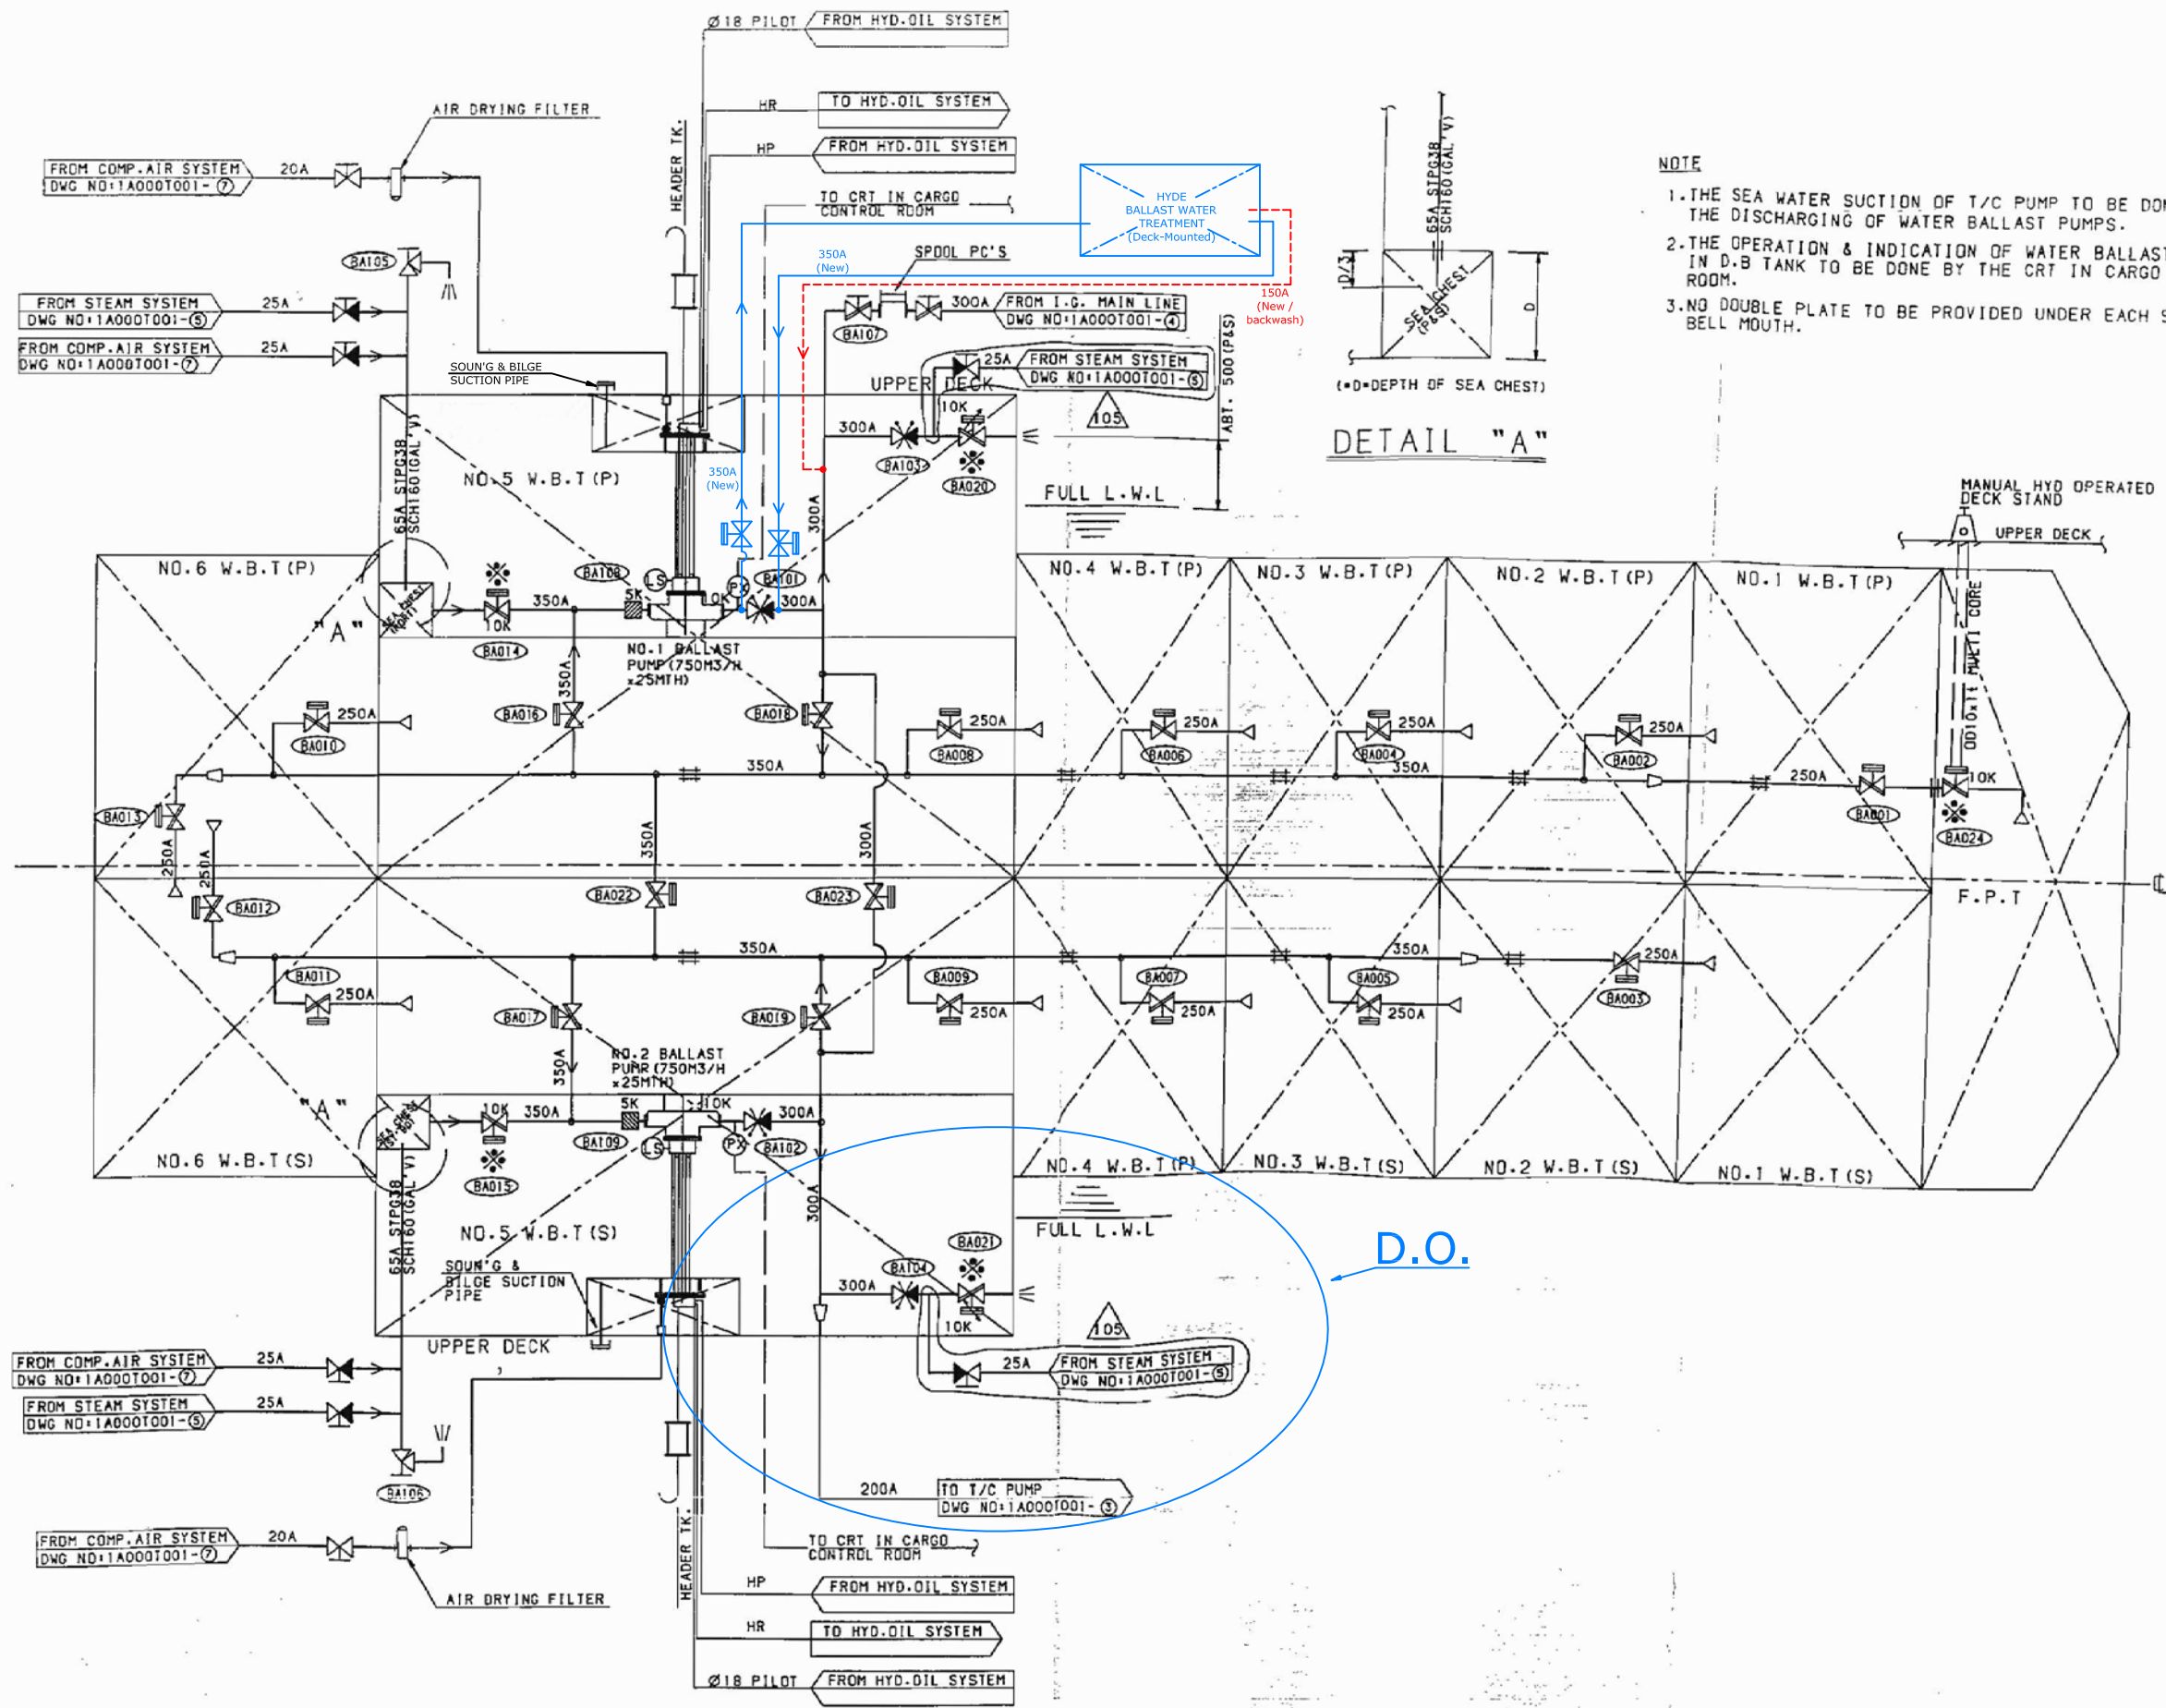 Ø18 PILOT
FROM HYD.OIL SYSTEM
HR
TO HYD.OIL SYSTEM
HP
FROM HYD.OIL SYSTEM
HEADER TK.
AIR DRYING FILTER
FROM COMP.AIR SYSTEM
DWG NO:1A000T001-⑦
20A
TO CRT IN CARGO
CONTROL ROOM
HYDE
BALLAST WATER
TREATMENT
(Deck-Mounted)
350A
(New)
150A
(New /
backwash)
SPOOL PC'S
BA105
FROM STEAM SYSTEM
DWG NO:1A000T001-⑤
25A
FROM COMP.AIR SYSTEM
DWG NO:1A000T001-⑦
25A
BA107
300A
FROM I.G. MAIN LINE
DWG NO:1A000T001-④
25A
FROM STEAM SYSTEM
DWG NO:1A000T001-⑤
UPPER DECK
10K
105
ABT. 500(P&S)
SOUN'G & BILGE
SUCTION PIPE
65A STPG38
SCH160(GAL'V)
D/3
D
SEA CHEST
(P&S)
(*D=DEPTH OF SEA CHEST)
DETAIL "A"
NOTE
1.THE SEA WATER SUCTION OF T/C PUMP TO BE DON
THE DISCHARGING OF WATER BALLAST PUMPS.
2.THE OPERATION & INDICATION OF WATER BALLAST
IN D.B TANK TO BE DONE BY THE CRT IN CARGO
ROOM.
3.NO DOUBLE PLATE TO BE PROVIDED UNDER EACH S
BELL MOUTH.
65A STPG38
SCH160(GAL'V)
NO.5 W.B.T(P)
350A
(New)
300A
300A
BA103
BA020
FULL L.W.L
MANUAL HYD OPERATED
DECK STAND
UPPER DECK
OD10x11 MULTI CORE
NO.6 W.B.T(P)
"A"
SEA CHEST
10K
BA014
350A
5K
BA108
LS
PX
10K
BA101
300A
NO.1 BALLAST
PUMP(750M3/H
x25MTH)
NO.4 W.B.T(P)
NO.3 W.B.T(P)
NO.2 W.B.T(P)
NO.1 W.B.T(P)
350A
BA016
BA018
BA010
250A
BA008
250A
BA006
250A
BA004
250A
BA002
250A
350A
350A
250A
BA001
10K
BA024
BA013
250A
250A
BA012
350A
BA022
300A
BA023
F.P.T
350A
350A
BA011
250A
BA017
BA019
BA009
250A
BA007
250A
BA005
250A
BA003
250A
350A
NO.2 BALLAST
PUMP(750M3/H
x25MTH)
"A"
SEA CHEST
10K
BA015
350A
5K
BA109
LS
PX
10K
BA102
300A
NO.6 W.B.T(S)
NO.4 W.B.T(P)
NO.3 W.B.T(S)
NO.2 W.B.T(S)
NO.1 W.B.T(S)
65A STPG38
SCH160(GAL'V)
NO.5 W.B.T(S)
300A
FULL L.W.L
BA021
BA104
300A
10K
D.O.
SOUN'G &
BILGE SUCTION
PIPE
UPPER DECK
105
25A
FROM STEAM SYSTEM
DWG NO:1A000T001-⑤
FROM COMP.AIR SYSTEM
DWG NO:1A000T001-⑦
25A
FROM STEAM SYSTEM
DWG NO:1A000T001-⑤
25A
BA106
200A
TO T/C PUMP
DWG NO:1A000T001-③
FROM COMP.AIR SYSTEM
DWG NO:1A000T001-⑦
20A
AIR DRYING FILTER
HEADER TK.
TO CRT IN CARGO
CONTROL ROOM
HP
FROM HYD.OIL SYSTEM
HR
TO HYD.OIL SYSTEM
Ø18 PILOT
FROM HYD.OIL SYSTEM